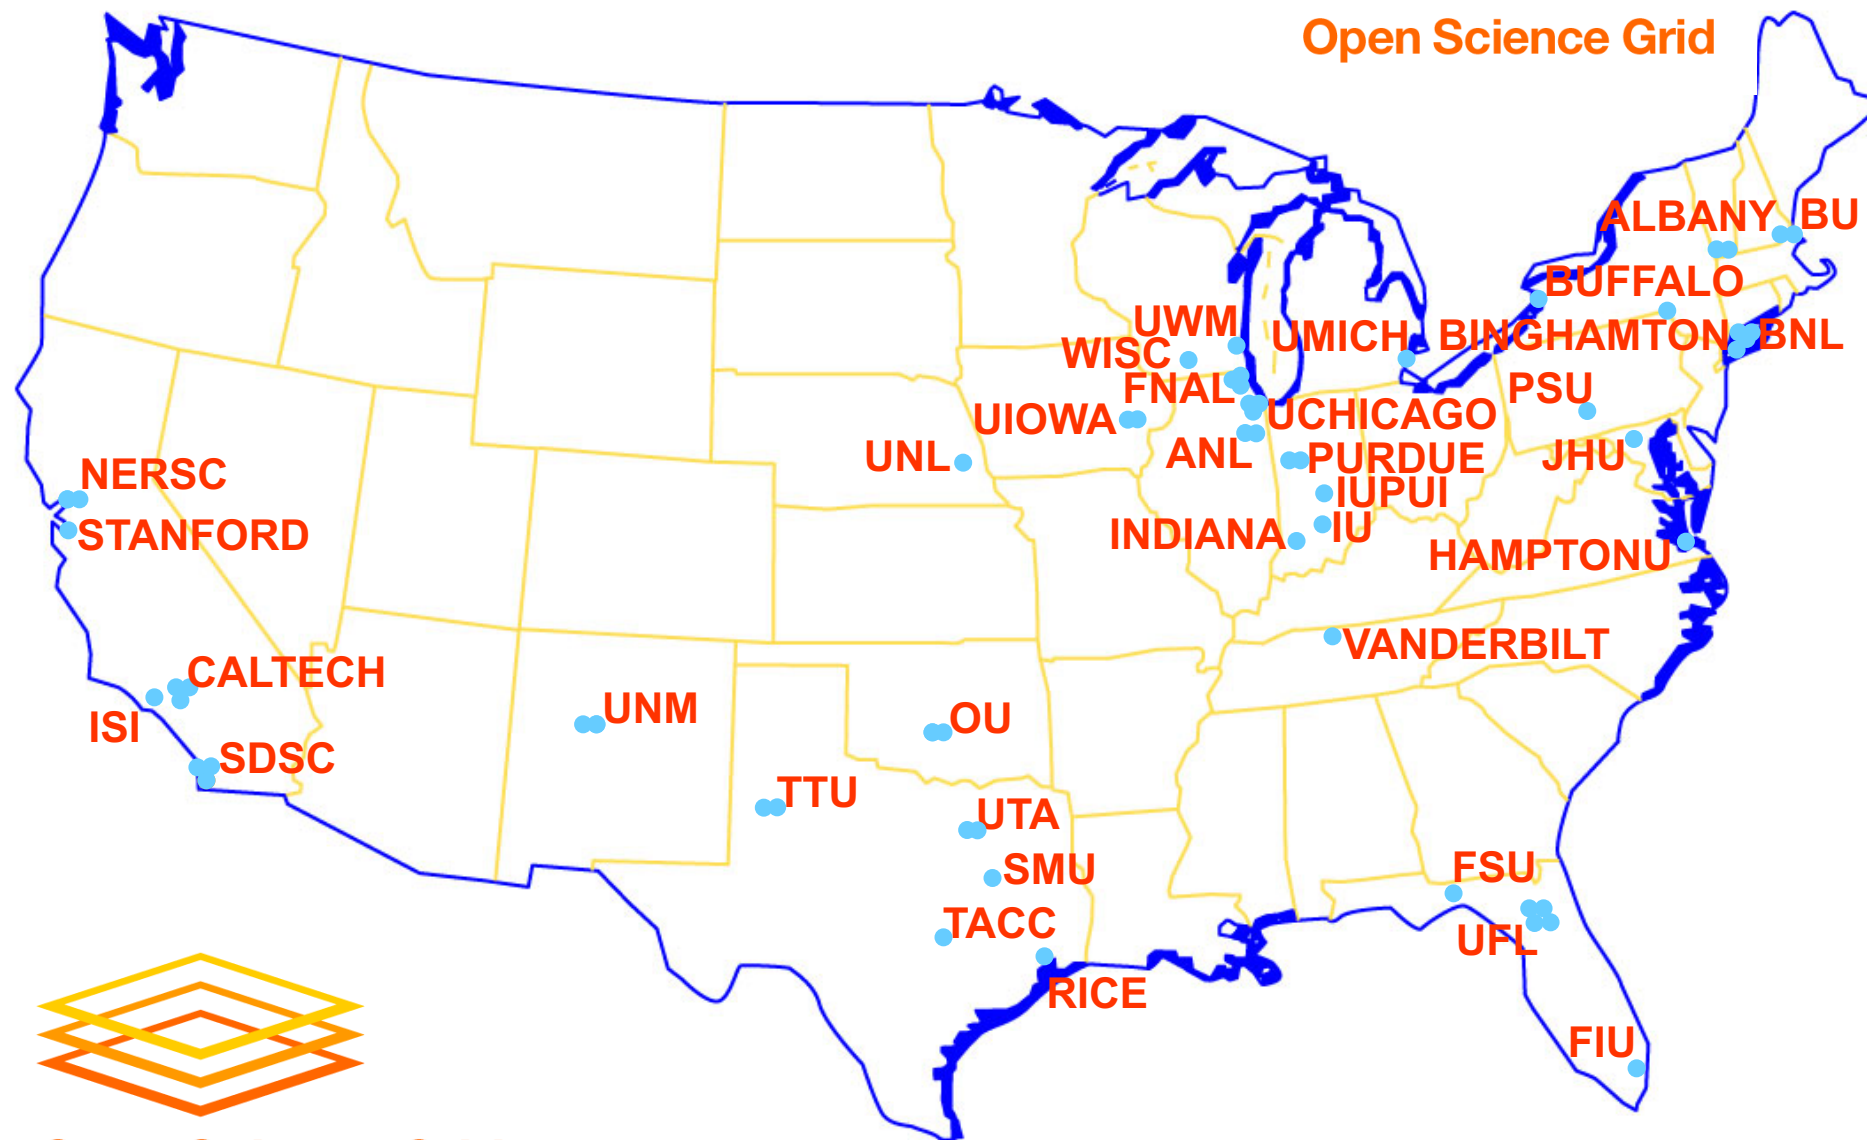 Open Science Grid
ALBANY
BU
BUFFALO
UWM
UMICH
BINGHAMTON
BNL
WISC
FNAL
PSU
UIOWA
UCHICAGO
UNL
ANL
PURDUE
JHU
NERSC
IUPUI
STANFORD
INDIANA
IU
HAMPTONU
VANDERBILT
CALTECH
ISI
UNM
OU
SDSC
TTU
UTA
SMU
FSU
TACC
UFL
RICE
FIU